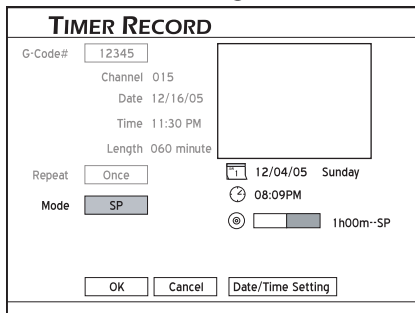 TIMER RECORD
G-Code# 12345
Channel 015
Date 12/16/05
Time 11:30 PM
Length 060 minute
Repeat Once
Mode SP
1 12/04/05 Sunday
08:09PM
1h00m--SP
OK Cancel Date/Time Setting